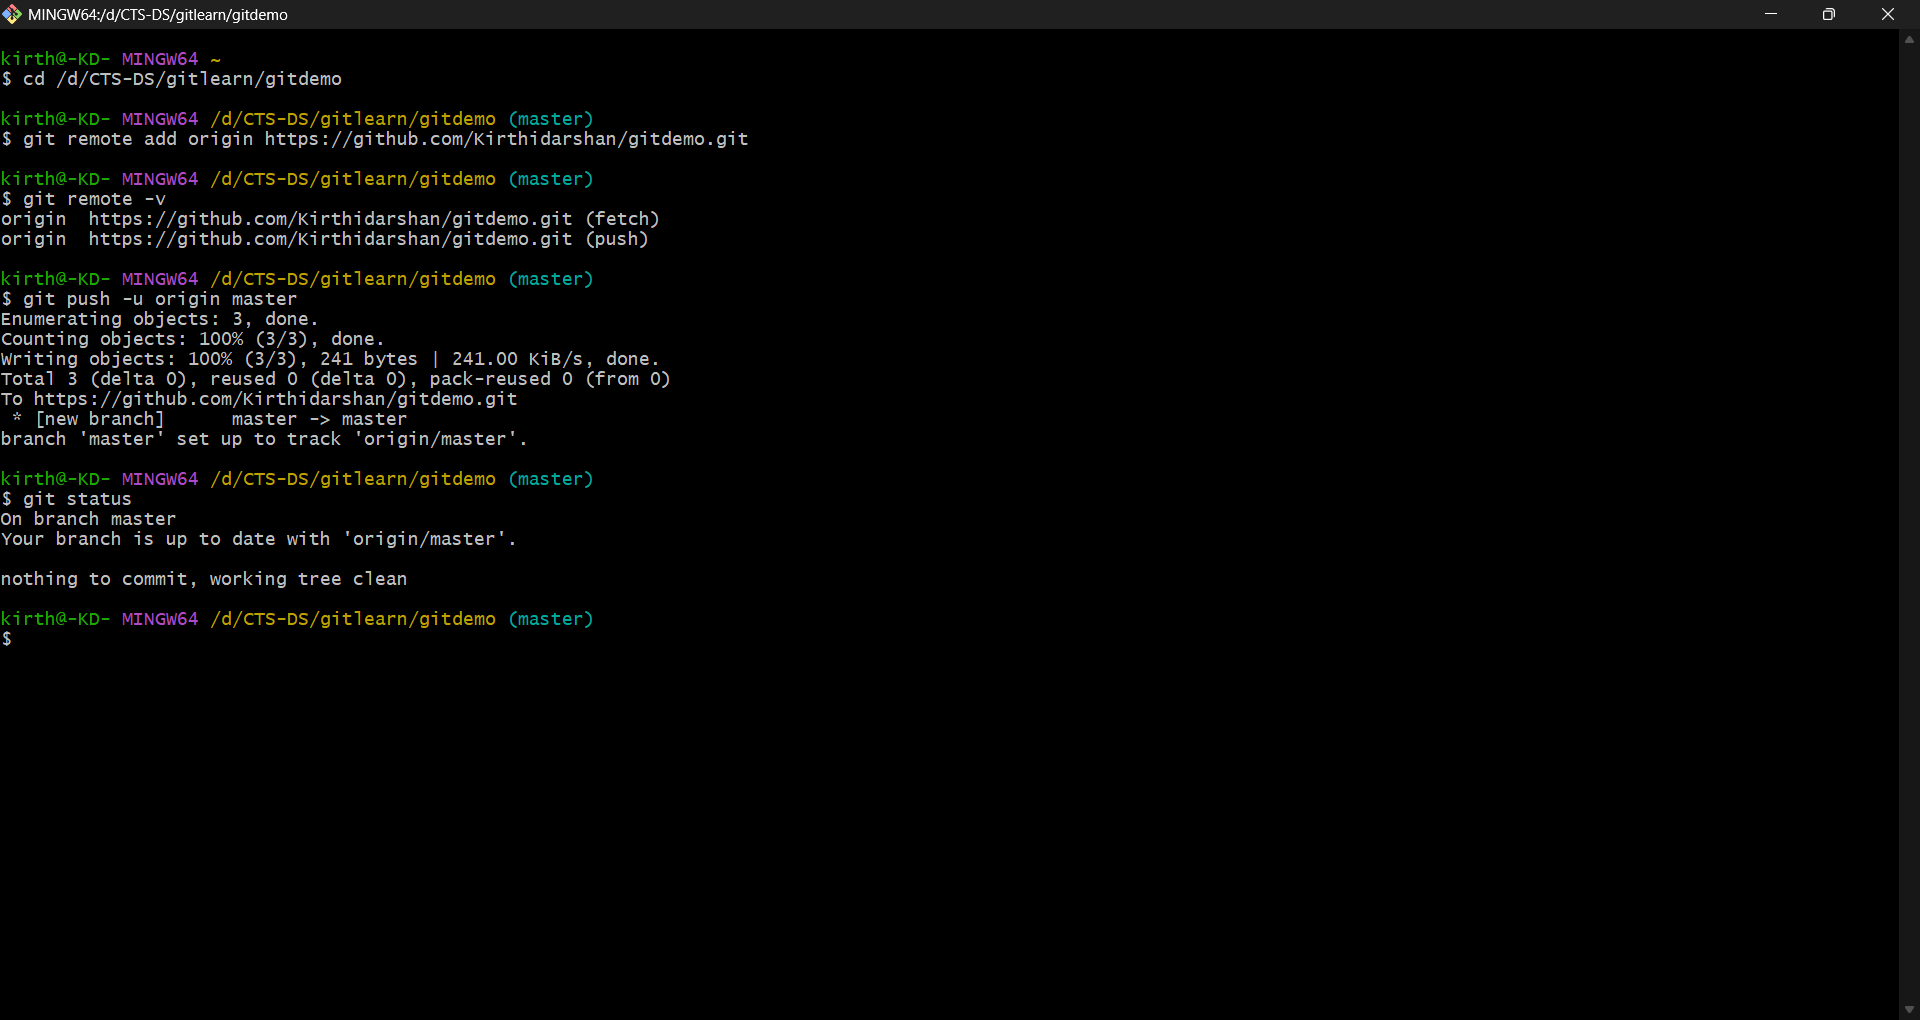 MINGW64:/d/CTS-DS/gitlearn/gitdemo
kirth@-KD- MINGW64 ~
$ cd /d/CTS-DS/gitlearn/gitdemo
kirth@-KD- MINGW64 /d/CTS-DS/gitlearn/gitdemo (master)
$ git remote add origin https://github.com/Kirthidarshan/gitdemo.git
kirth@-KD- MINGW64 /d/CTS-DS/gitlearn/gitdemo (master)
$ git remote -v
origin  https://github.com/Kirthidarshan/gitdemo.git (fetch)
origin  https://github.com/Kirthidarshan/gitdemo.git (push)
kirth@-KD- MINGW64 /d/CTS-DS/gitlearn/gitdemo (master)
$ git push -u origin master
Enumerating objects: 3, done.
Counting objects: 100% (3/3), done.
Writing objects: 100% (3/3), 241 bytes | 241.00 KiB/s, done.
Total 3 (delta 0), reused 0 (delta 0), pack-reused 0 (from 0)
To https://github.com/Kirthidarshan/gitdemo.git
 * [new branch]      master -> master
branch 'master' set up to track 'origin/master'.
kirth@-KD- MINGW64 /d/CTS-DS/gitlearn/gitdemo (master)
$ git status
On branch master
Your branch is up to date with 'origin/master'.
nothing to commit, working tree clean
kirth@-KD- MINGW64 /d/CTS-DS/gitlearn/gitdemo (master)
$